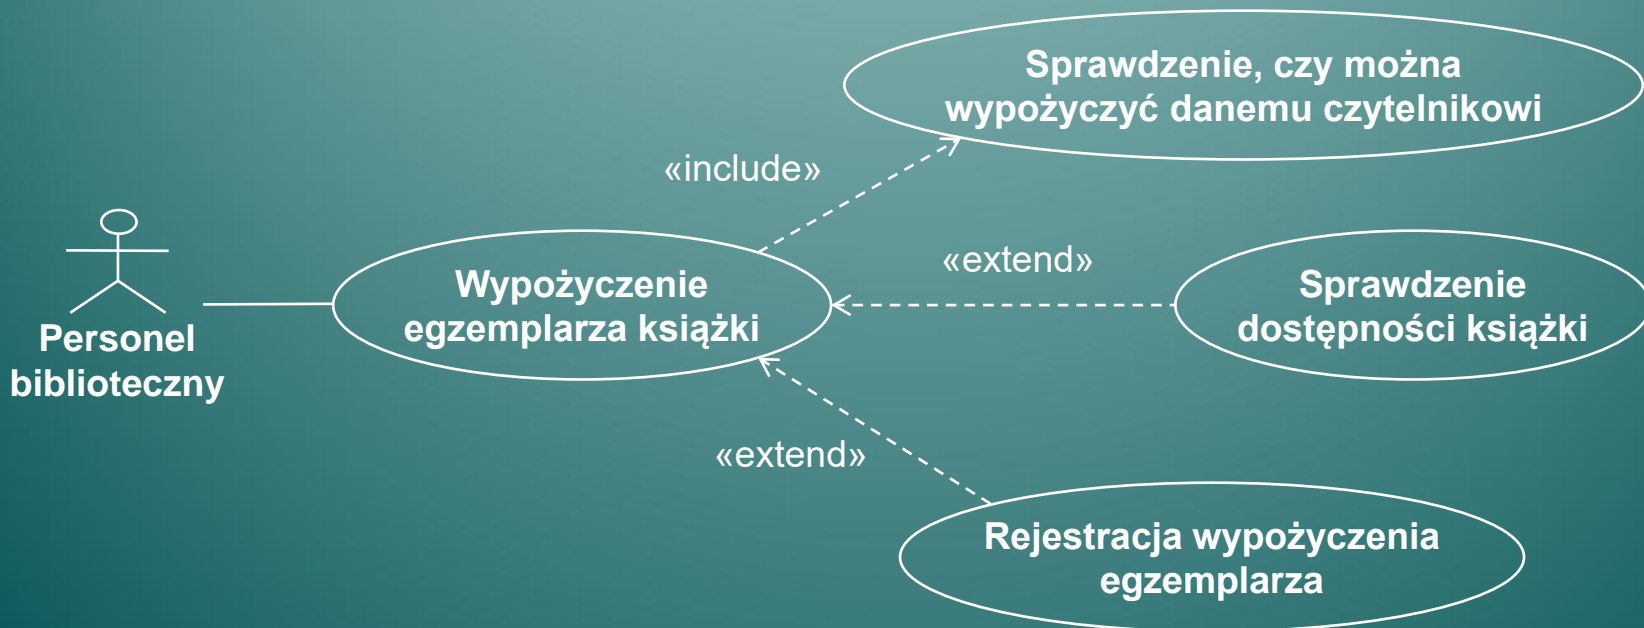 Sprawdzenie, czy można
wypożyczyć danemu czytelnikowi
«include»
«extend»
Wypożyczenie
egzemplarza książki
Sprawdzenie
dostępności książki
Personel
biblioteczny
«extend»
Rejestracja wypożyczenia
egzemplarza